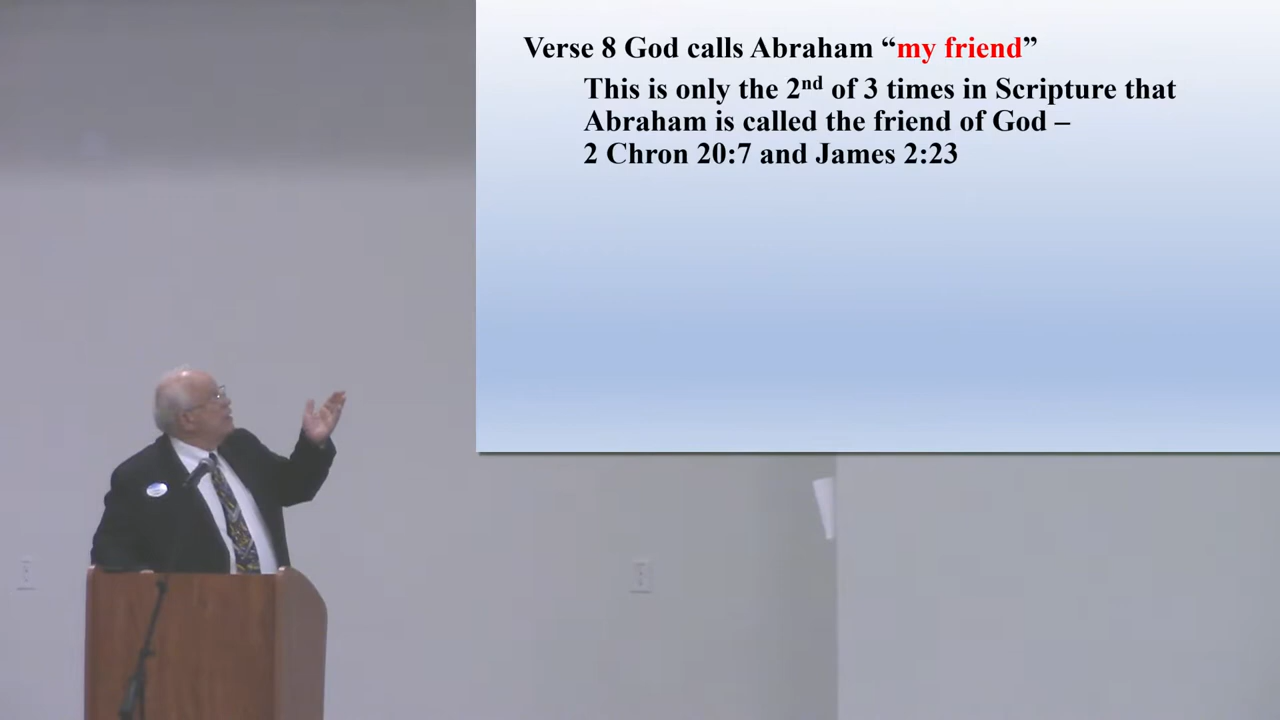 Verse 8 God calls Abraham “my friend”
This is only the 2nd of 3 times in Scripture that
Abraham is called the friend of God –
2 Chron 20:7 and James 2:23